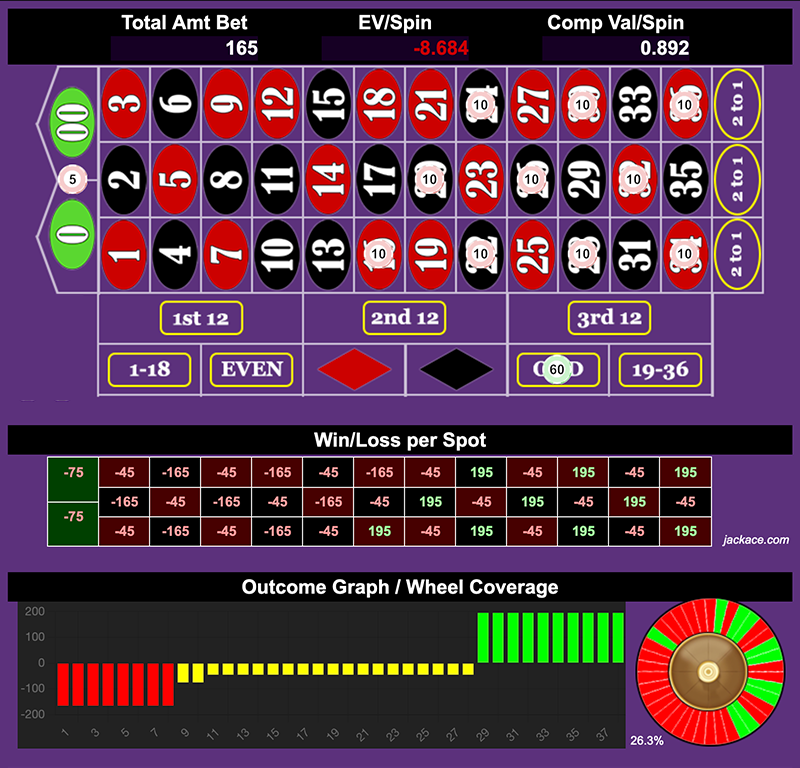 Total Amt Bet EV/Spin Comp Val/Spin
165 -8.684 0.892
00 3 6 9 12 15 18 21 10 27 10 33 10 2 to 1
5 2 5 8 11 14 17 10 23 10 29 10 35 2 to 1
0 1 4 7 10 13 10 19 10 25 10 31 10 2 to 1
1st 12 2nd 12 3rd 12
1-18 EVEN 60 19-36
Win/Loss per Spot
-75 -45 -165 -45 -165 -45 -165 -45 195 -45 195 -45 195
-165 -45 -165 -45 -165 -45 195 -45 195 -45 195 -45
-75 -45 -165 -45 -165 -45 195 -45 195 -45 195 -45 195
jackace.com
Outcome Graph / Wheel Coverage
200
100
0
-100
-200
1 3 5 7 9 11 13 15 17 19 21 23 25 27 29 31 33 35 37
26.3%